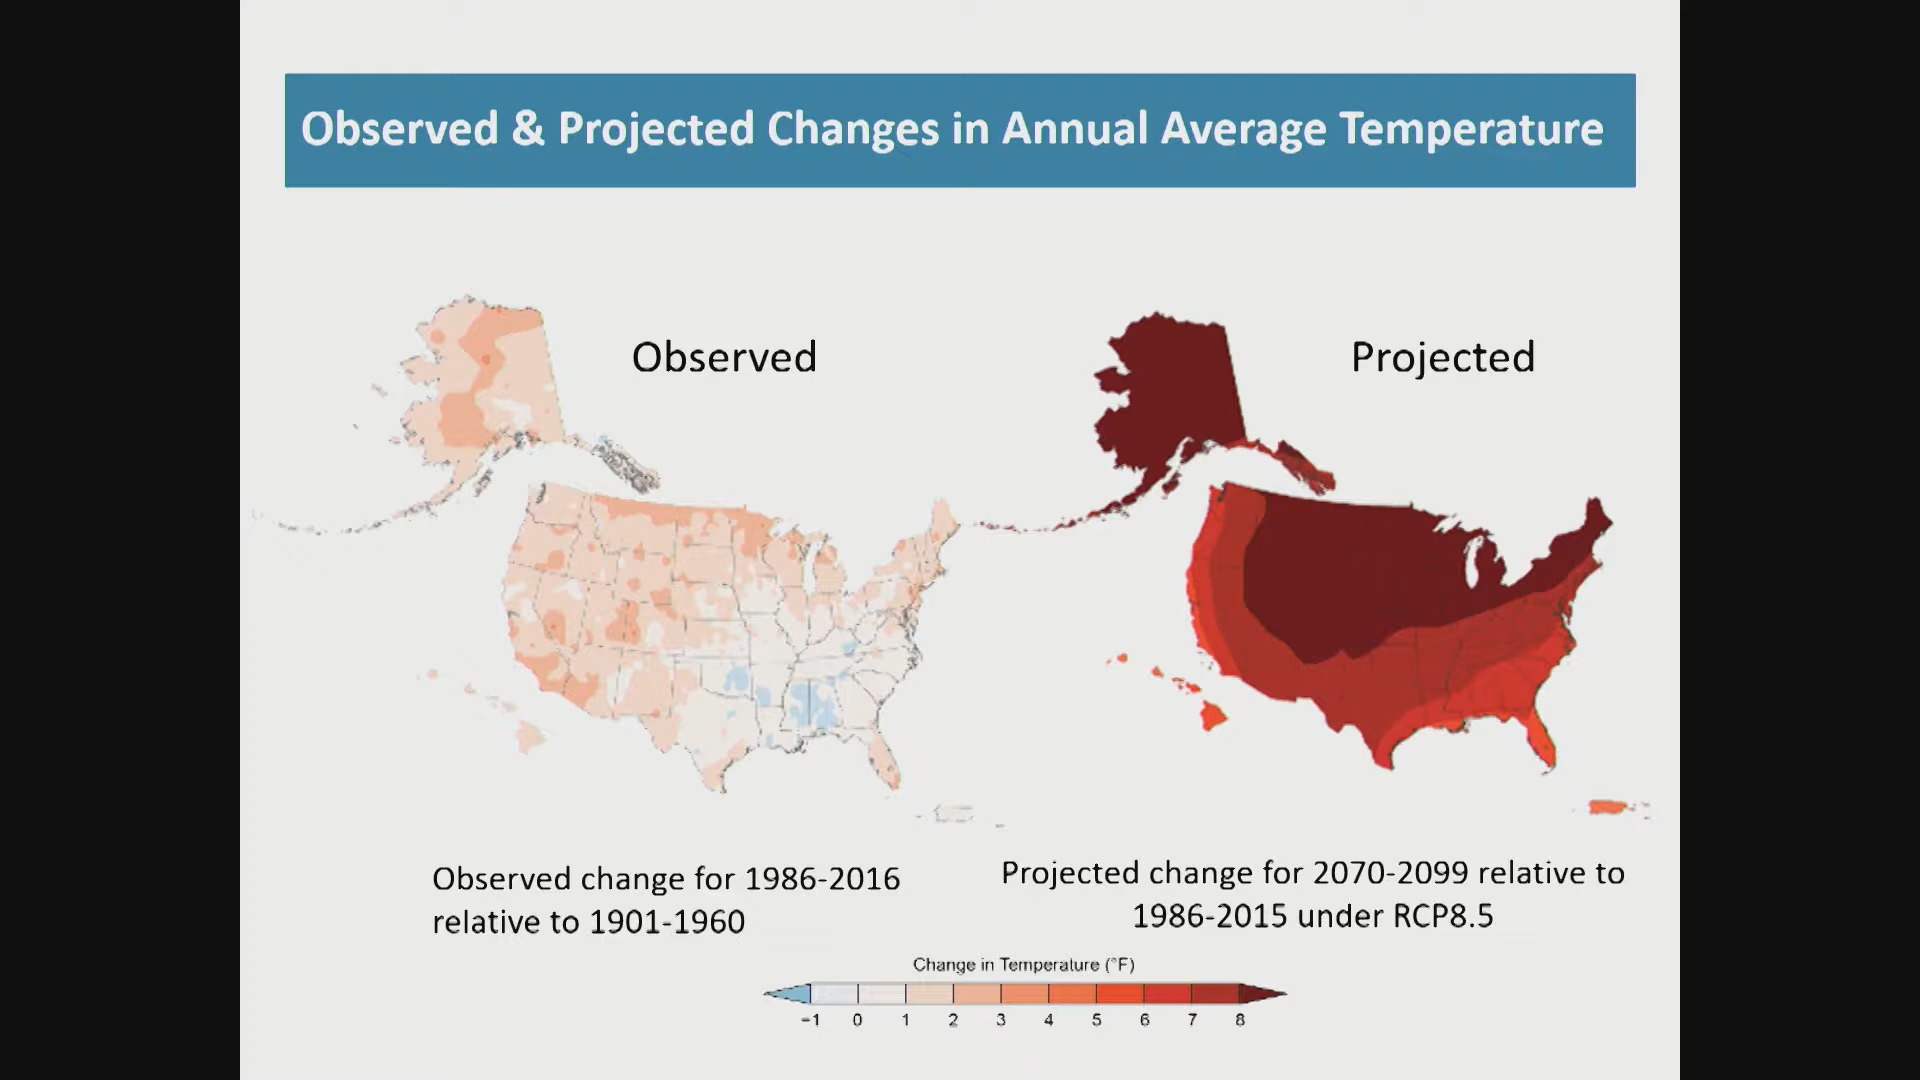 Observed & Projected Changes in Annual Average Temperature
Observed
Projected
Observed change for 1986-2016
relative to 1901-1960
Projected change for 2070-2099 relative to
1986-2015 under RCP8.5
Change in Temperature (°F)
−1 0 1 2 3 4 5 6 7 8